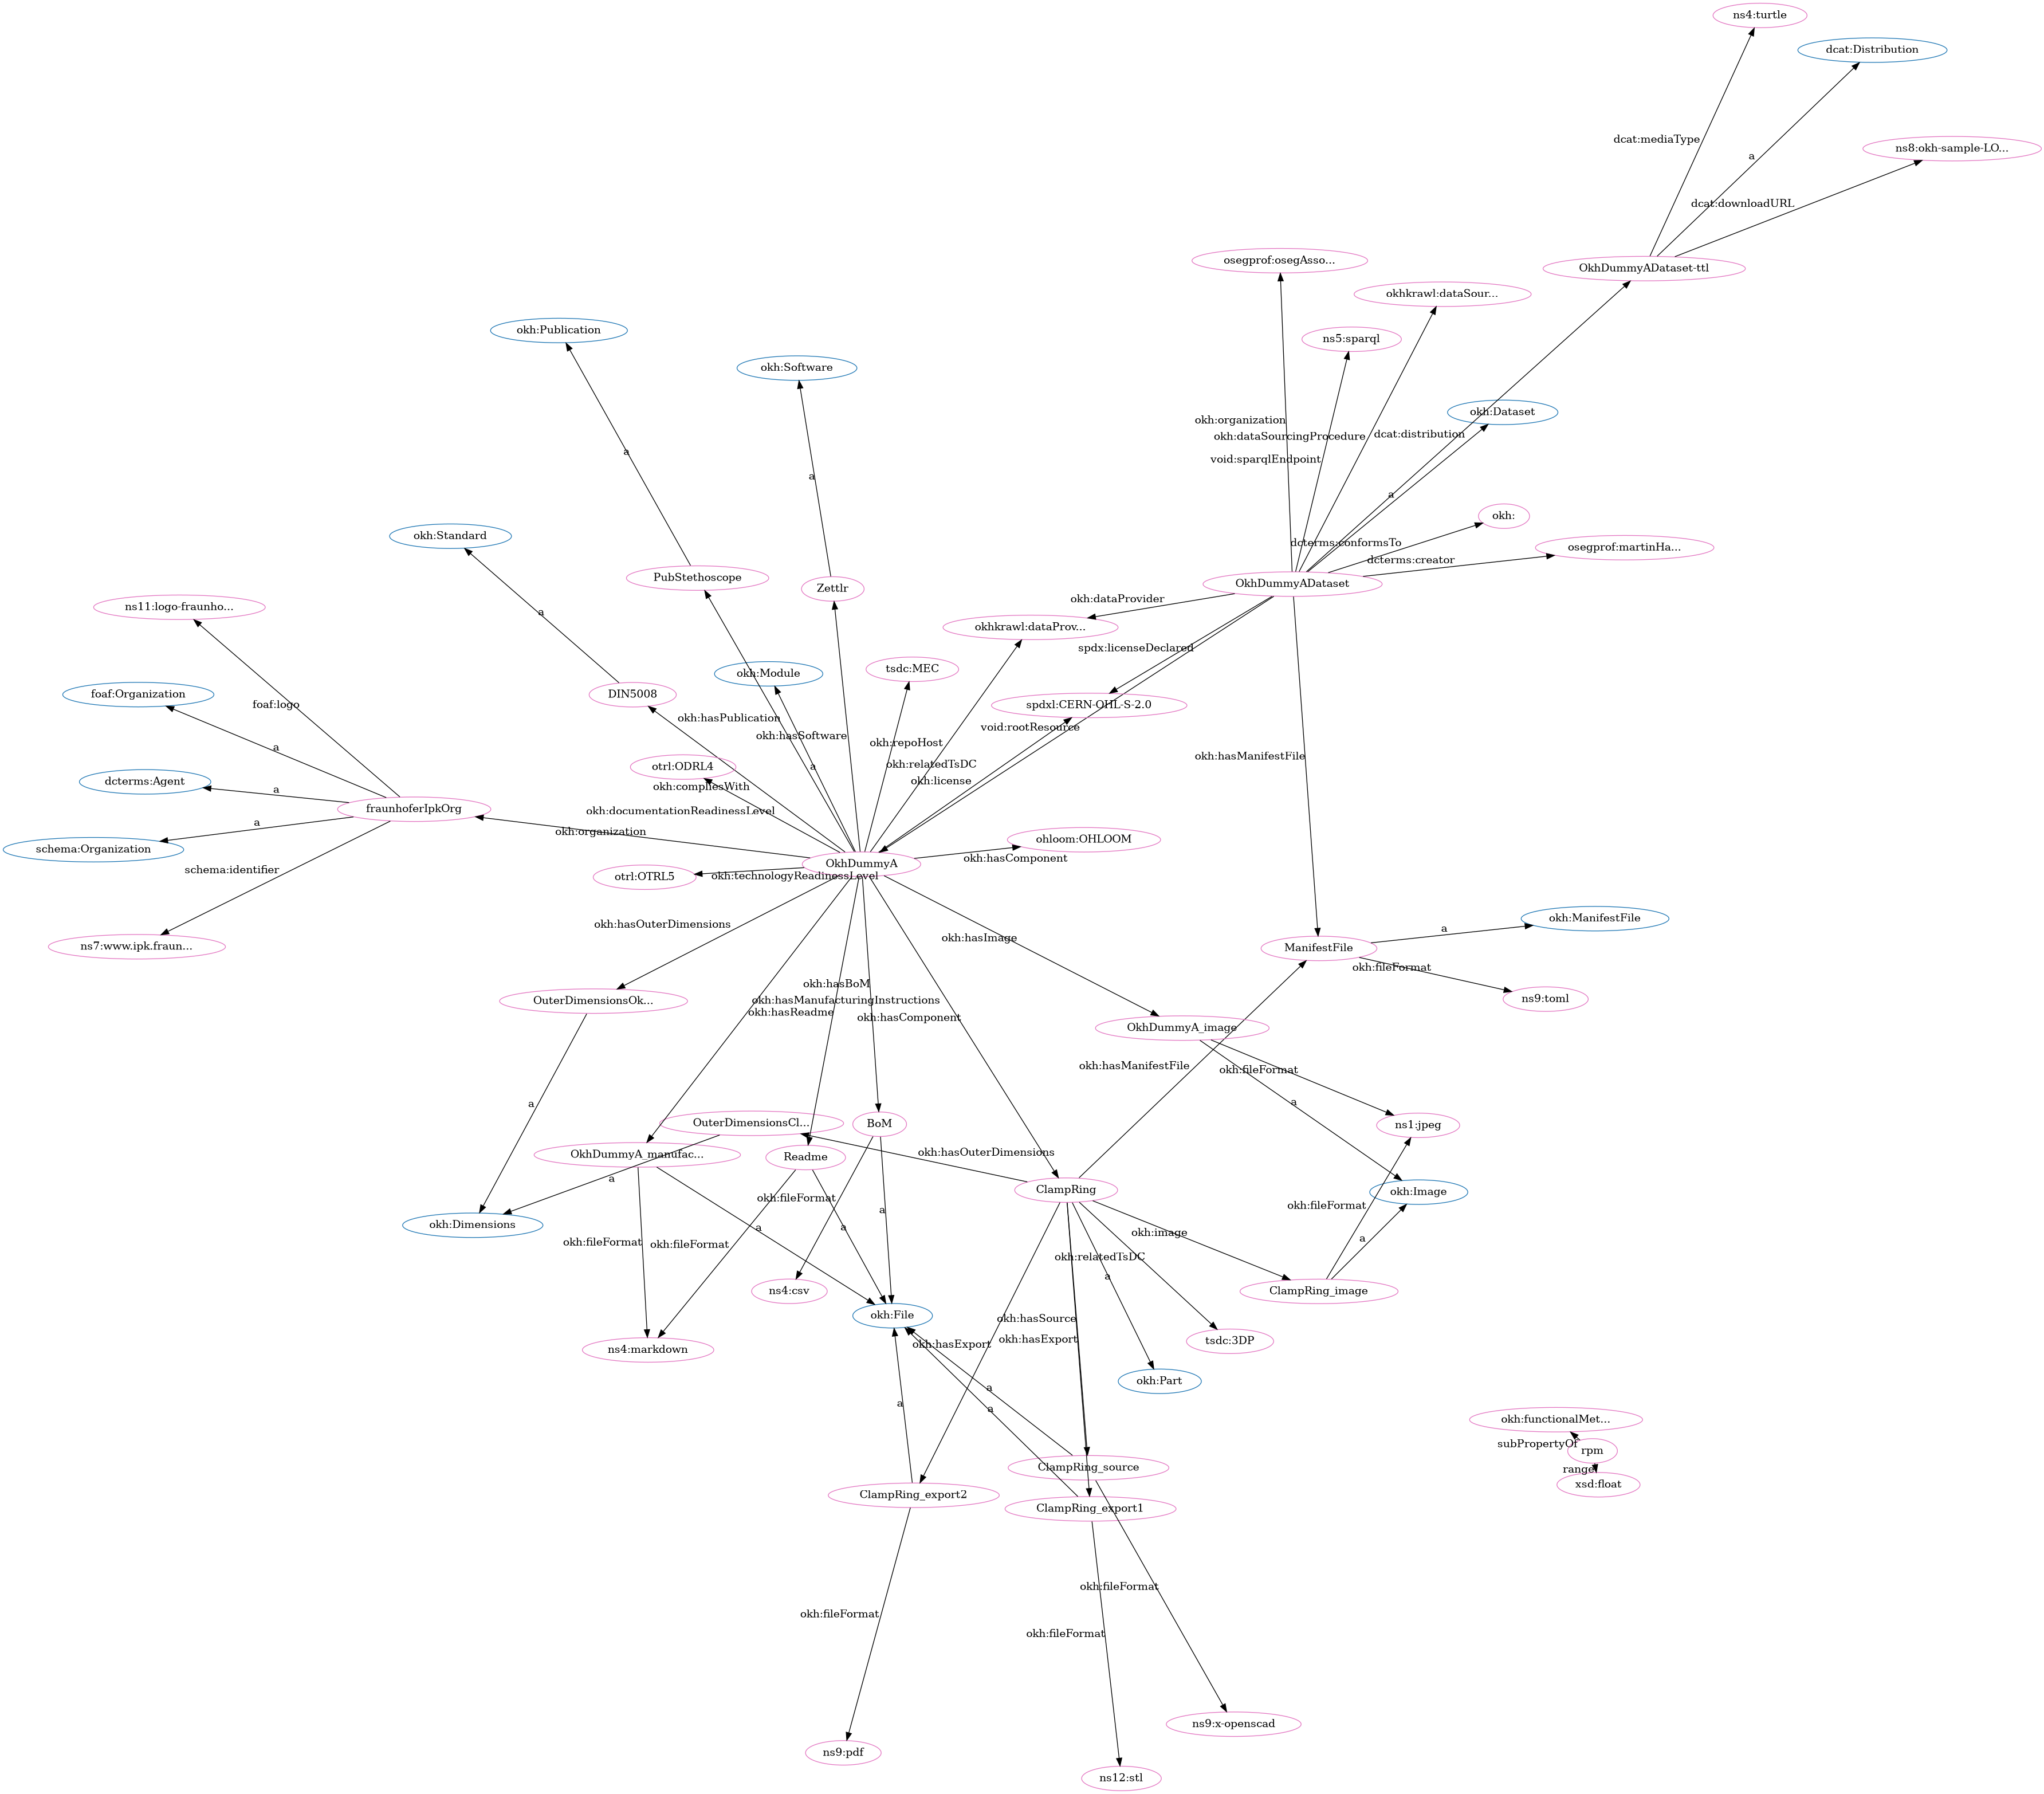 ns4:turtle
dcat:Distribution
dcat:mediaType
ns8:okh-sample-LO...
a
dcat:downloadURL
osegprof:osegAsso...
OkhDummyADataset-ttl
okhkrawl:dataSour...
okh:Publication
ns5:sparql
okh:Software
okh:Dataset
okh:organization
okh:dataSourcingProcedure
dcat:distribution
a
void:sparqlEndpoint
a
a
okh:
okh:Standard
dcterms:conformsTo
osegprof:martinHa...
dcterms:creator
PubStethoscope
OkhDummyADataset
Zettlr
okh:dataProvider
ns11:logo-fraunho...
a
okhkrawl:dataProv...
spdx:licenseDeclared
tsdc:MEC
okh:Module
foaf:Organization
DIN5008
foaf:logo
spdxl:CERN-OHL-S-2.0
okh:hasPublication
void:rootResource
okh:hasSoftware
okh:repoHost
a
okh:hasManifestFile
otrl:ODRL4
a
okh:relatedTsDC
dcterms:Agent
a
okh:license
okh:compliesWith
fraunhoferIpkOrg
okh:documentationReadinessLevel
a
okh:organization
ohloom:OHLOOM
schema:Organization
okh:hasComponent
OkhDummyA
schema:identifier
otrl:OTRL5
okh:technologyReadinessLevel
okh:ManifestFile
okh:hasOuterDimensions
a
okh:hasImage
ns7:www.ipk.fraun...
ManifestFile
okh:fileFormat
okh:hasBoM
OuterDimensionsOk...
okh:hasManufacturingInstructions
ns9:toml
okh:hasReadme
okh:hasComponent
OkhDummyA_image
okh:hasManifestFile
okh:fileFormat
a
a
OuterDimensionsCl...
BoM
ns1:jpeg
OkhDummyA_manufac...
Readme
okh:hasOuterDimensions
a
ClampRing
okh:Image
okh:fileFormat
okh:fileFormat
a
okh:Dimensions
a
a
okh:image
a
okh:fileFormat
okh:fileFormat
okh:relatedTsDC
a
ns4:csv
ClampRing_image
okh:File
okh:hasSource
okh:hasExport
okh:hasExport
tsdc:3DP
ns4:markdown
okh:Part
a
a
a
okh:functionalMet...
subPropertyOf
rpm
range
ClampRing_source
xsd:float
ClampRing_export2
ClampRing_export1
okh:fileFormat
okh:fileFormat
okh:fileFormat
ns9:x-openscad
ns9:pdf
ns12:stl